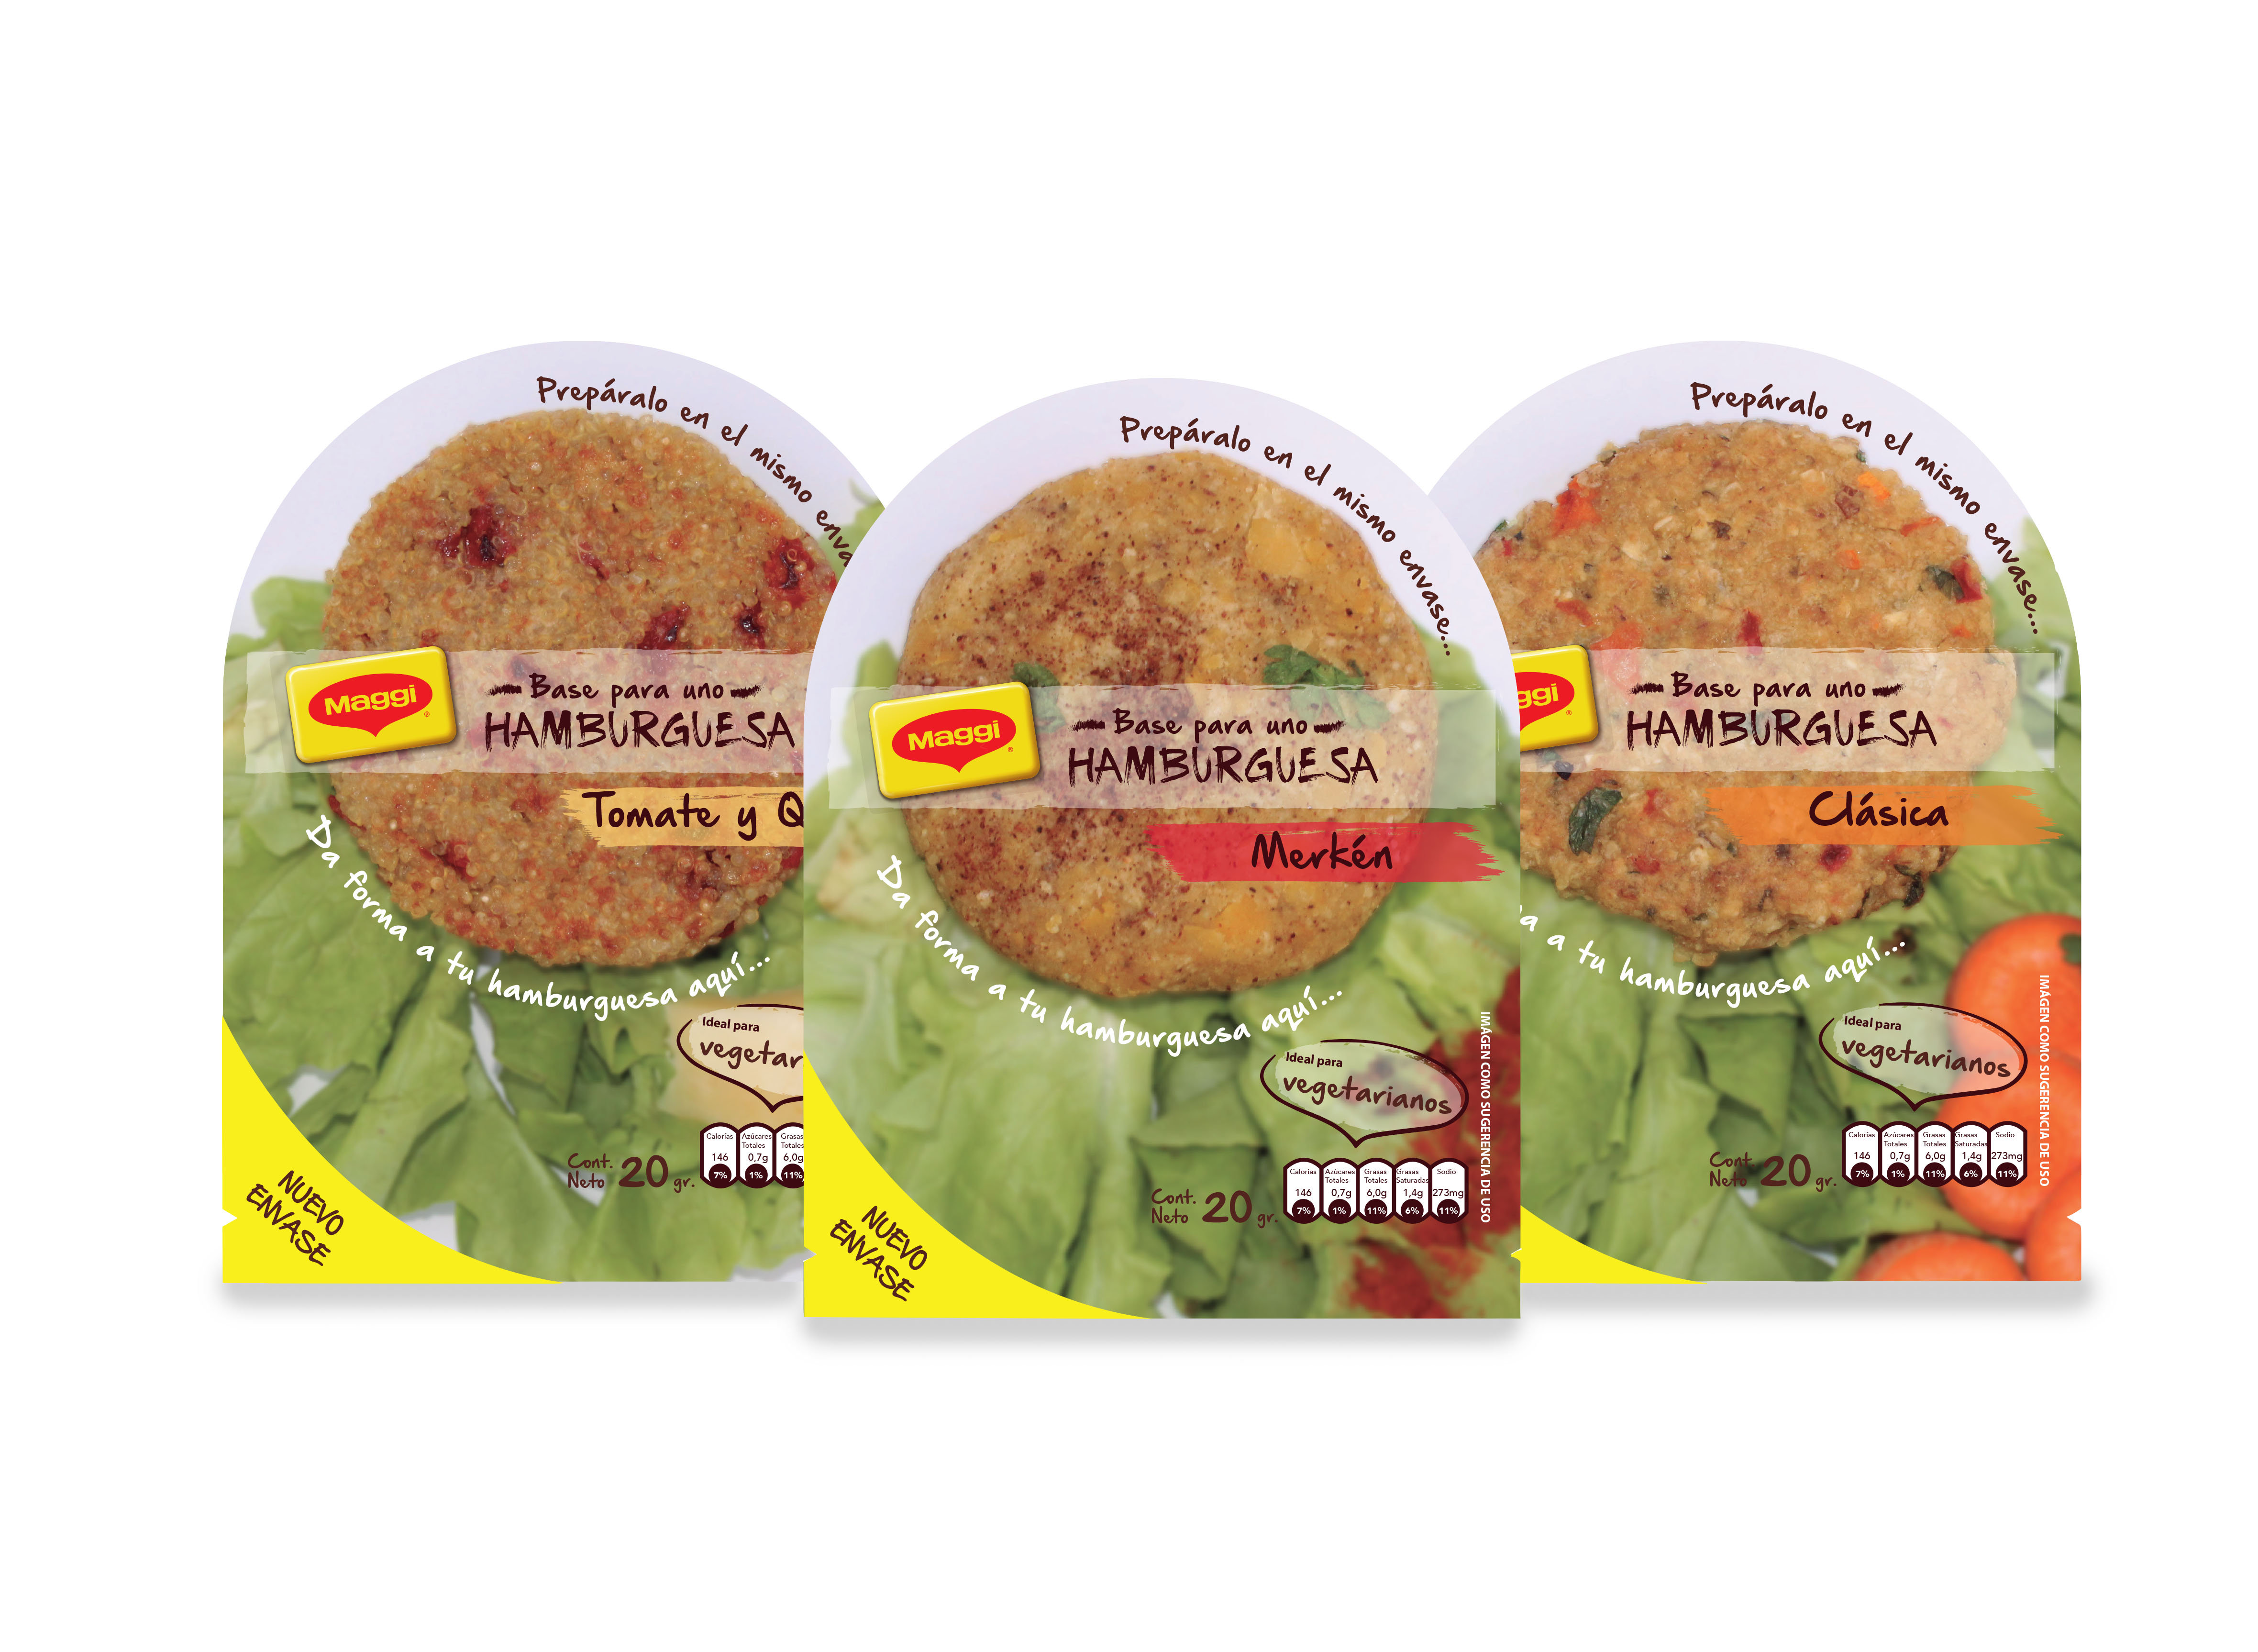 Prepáralo en el mismo enva
Maggi
®
Base para uno
HAMBURGUESA
Tomate y Q
Da forma a tu hamburguesa aquí...
Ideal para
vegetar
Cont.
Neto 20 gr.
Calorías
146
7%
Azúcares
Totales
0,7g
1%
Grasas
Totales
6,0g
11%
NUEVO
ENVASE
Prepáralo en el mismo envase...
Maggi
®
Base para uno
HAMBURGUESA
Merkén
Da forma a tu hamburguesa aquí...
Ideal para
vegetarianos
Cont.
Neto 20 gr.
Calorías
146
7%
Azúcares
Totales
0,7g
1%
Grasas
Totales
6,0g
11%
Grasas
Saturadas
1,4g
6%
Sodio
273mg
11%
IMÁGEN COMO SUGERENCIA DE USO
NUEVO
ENVASE
Prepáralo en el mismo envase...
ggi
®
Base para uno
HAMBURGUESA
Clásica
a a tu hamburguesa aquí...
Ideal para
vegetarianos
Cont.
Neto 20 gr.
Calorías
146
7%
Azúcares
Totales
0,7g
1%
Grasas
Totales
6,0g
11%
Grasas
Saturadas
1,4g
6%
Sodio
273mg
11%
IMÁGEN COMO SUGERENCIA DE USO